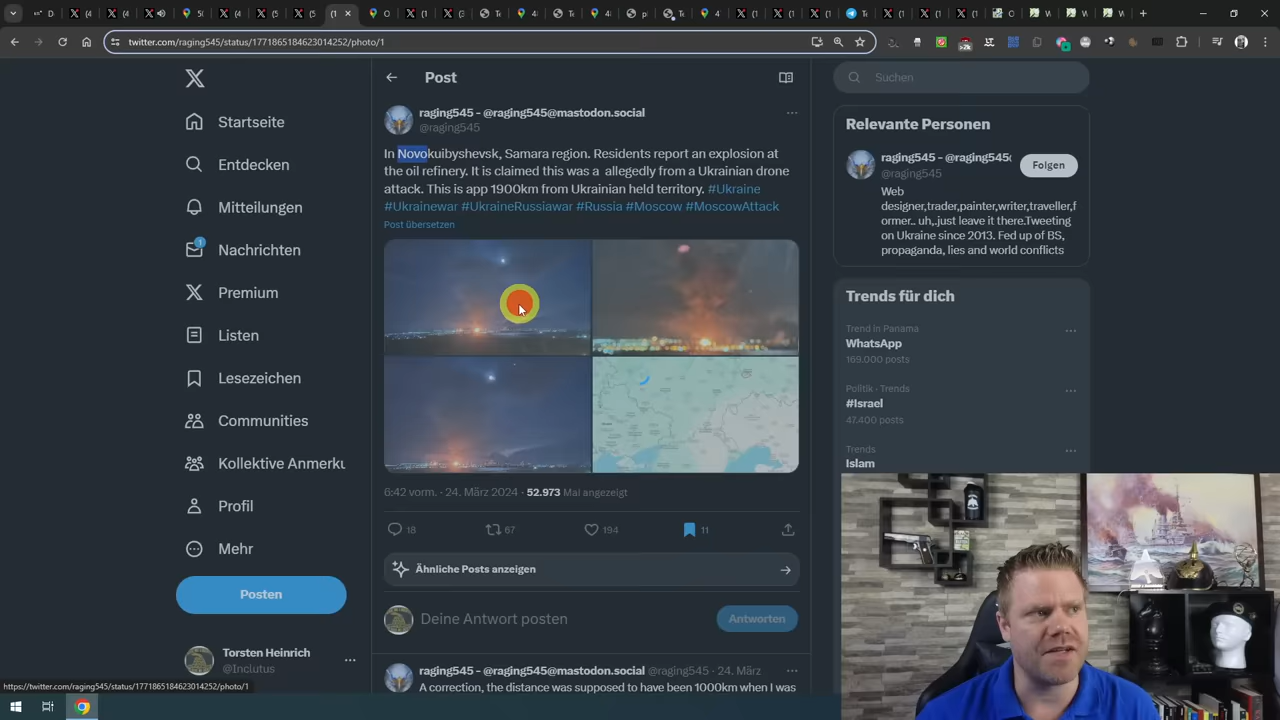 twitter.com/raging545/status/1771865184623014252/photo/1
Post
Suchen
Startseite
Entdecken
Mitteilungen
Nachrichten
1
Premium
Listen
Lesezeichen
Communities
Kollektive Anmerku
Profil
Mehr
Posten
Torsten Heinrich
@Inclutus
raging545 - @raging545@mastodon.social
@raging545
In Novokuibyshevsk, Samara region. Residents report an explosion at
the oil refinery. It is claimed this was a allegedly from a Ukrainian drone
attack. This is app 1900km from Ukrainian held territory. #Ukraine
#Ukrainewar #UkraineRussiawar #Russia #Moscow #MoscowAttack
Post übersetzen
6:42 vorm. · 24. März 2024 · 52.973 Mal angezeigt
18 67 194 11
Ähnliche Posts anzeigen
Deine Antwort posten
Antworten
raging545 - @raging545@mastodon.social @raging545 · 24. März
A correction, the distance was supposed to have been 1000km when I was
Relevante Personen
raging545 - @raging545(
@raging545
Folgen
Web
designer,trader,painter,writer,traveller,f
ormer.. uh,.just leave it there.Tweeting
on Ukraine since 2013. Fed up of BS,
propaganda, lies and world conflicts
Trends für dich
Trend in Panama
WhatsApp
169.000 posts
Politik · Trends
#Israel
47.400 posts
Trends
Islam
https://twitter.com/raging545/status/1771865184623014252/photo/1